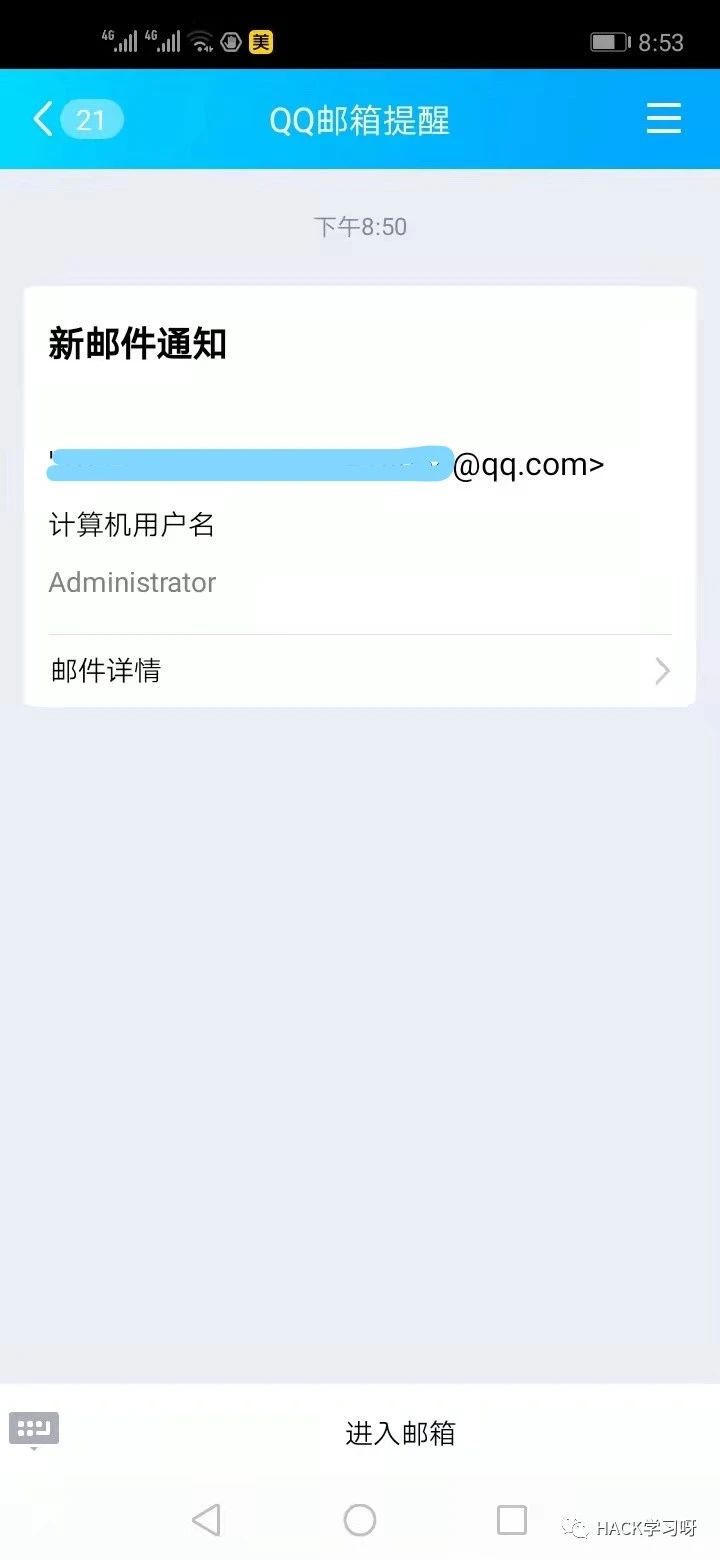 4G 4G 美 8:53
21 QQ邮箱提醒
下午8:50
新邮件通知
@qq.com>
计算机用户名
Administrator
邮件详情
进入邮箱
HACK学习呀